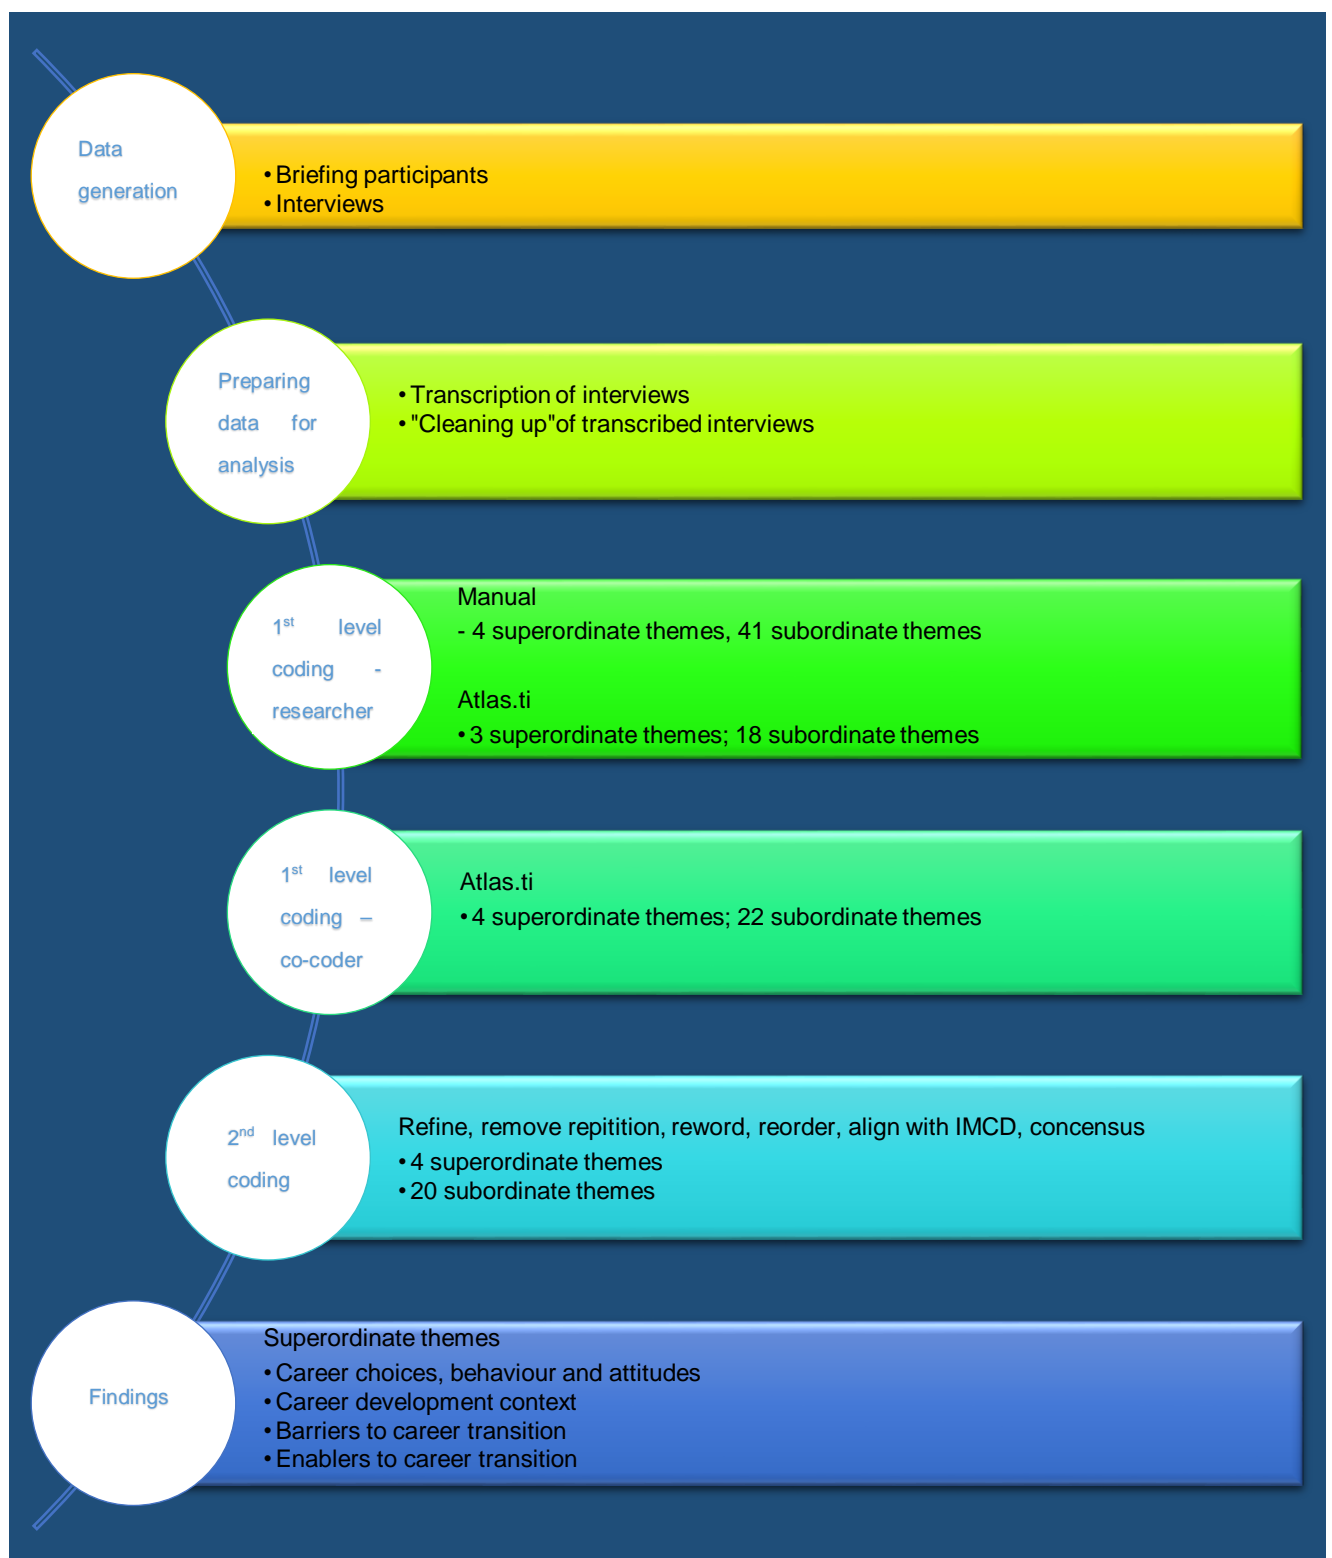 Data
generation
• Briefing participants
• Interviews
Preparing
data for
analysis
• Transcription of interviews
• "Cleaning up"of transcribed interviews
1st level
coding -
researcher
Manual
- 4 superordinate themes, 41 subordinate themes
Atlas.ti
• 3 superordinate themes; 18 subordinate themes
1st level
coding –
co-coder
Atlas.ti
• 4 superordinate themes; 22 subordinate themes
2nd level
coding
Refine, remove repitition, reword, reorder, align with IMCD, concensus
• 4 superordinate themes
• 20 subordinate themes
Findings
Superordinate themes
• Career choices, behaviour and attitudes
• Career development context
• Barriers to career transition
• Enablers to career transition